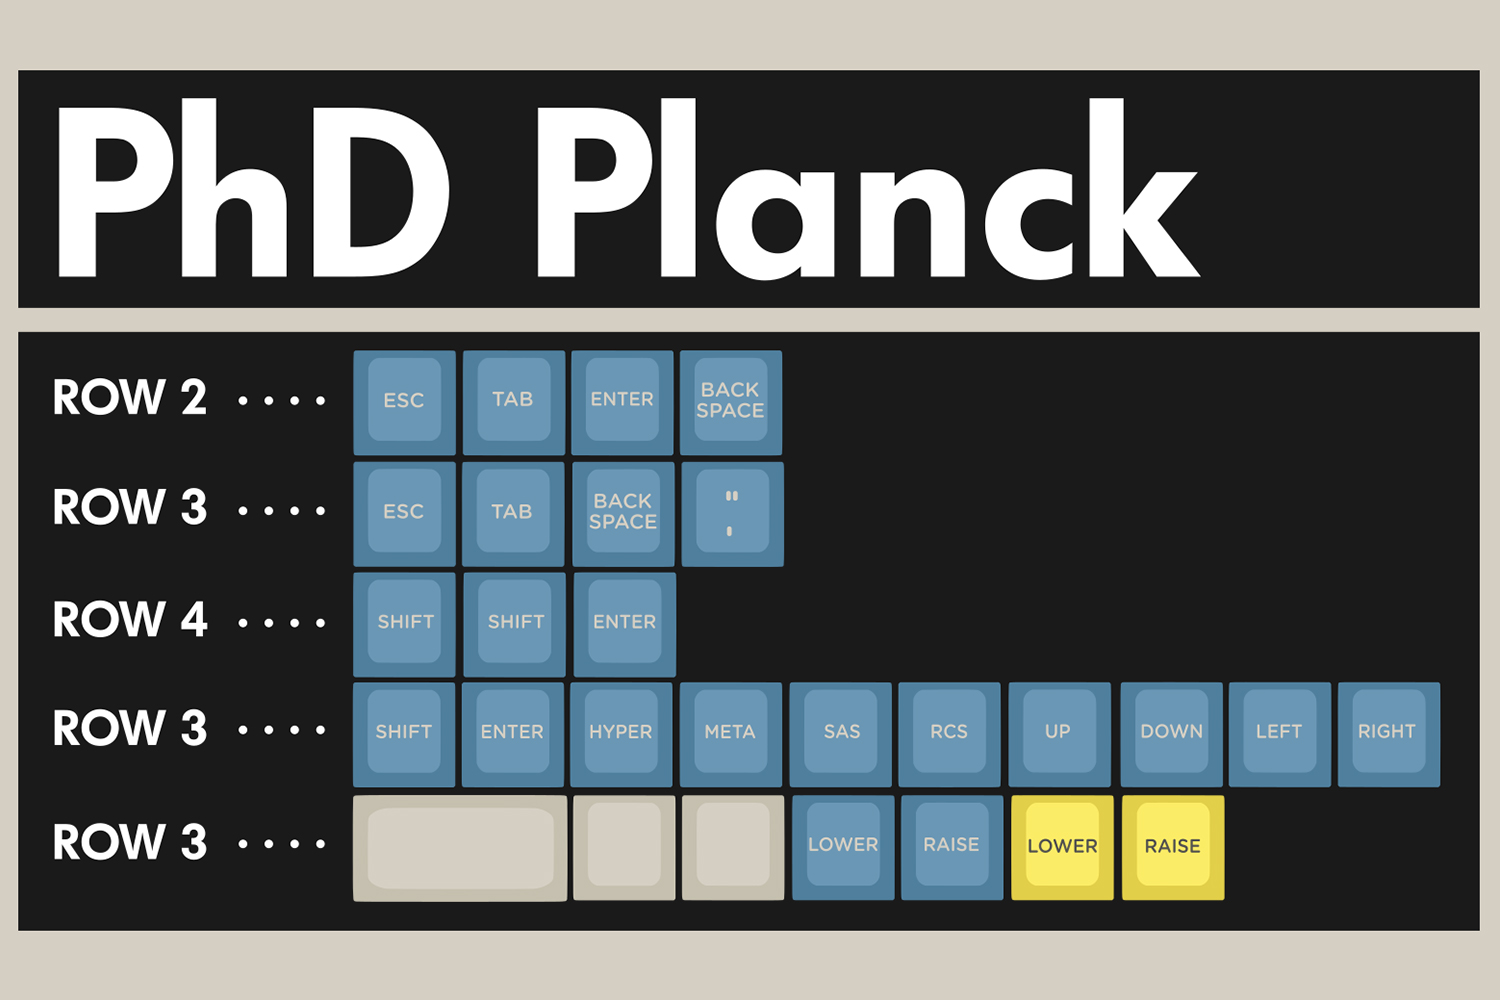 PhD Planck
ROW 2 .... ESC TAB ENTER BACK SPACE
ROW 3 .... ESC TAB BACK SPACE " '
ROW 4 .... SHIFT SHIFT ENTER
ROW 3 .... SHIFT ENTER HYPER META SAS RCS UP DOWN LEFT RIGHT
ROW 3 .... LOWER RAISE LOWER RAISE